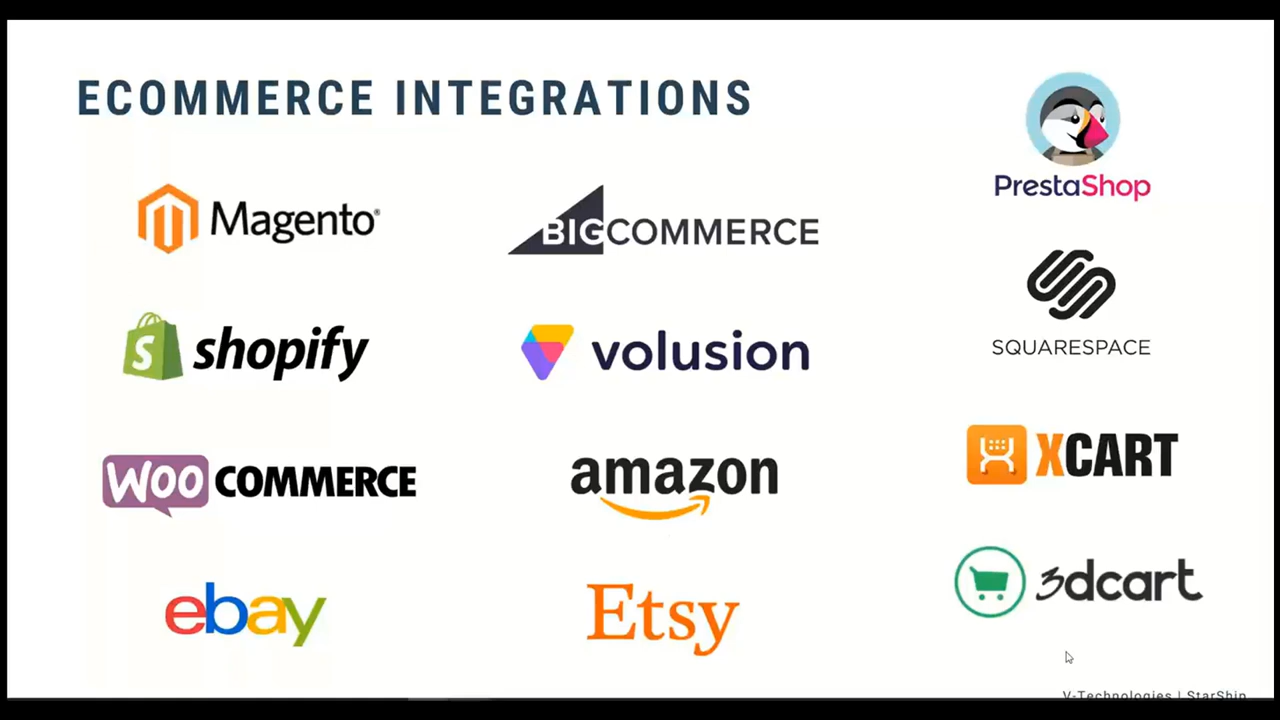 ECOMMERCE INTEGRATIONS
Magento®
BIGCOMMERCE
PrestaShop
shopify
volusion
SQUARESPACE
WOO COMMERCE
amazon
XCART
ebay
Etsy
3dcart
V-Technologies | StarShip